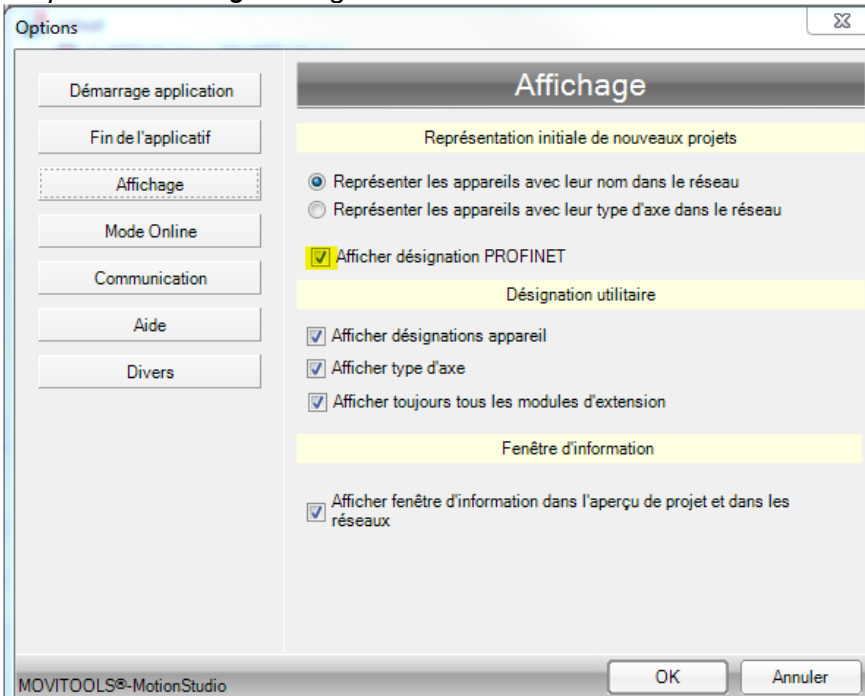 Options
Démarrage application
Fin de l'applicatif
Affichage
Mode Online
Communication
Aide
Divers
Affichage
Représentation initiale de nouveaux projets
Représenter les appareils avec leur nom dans le réseau
Représenter les appareils avec leur type d'axe dans le réseau
Afficher désignation PROFINET
Désignation utilitaire
Afficher désignations appareil
Afficher type d'axe
Afficher toujours tous les modules d'extension
Fenêtre d'information
Afficher fenêtre d'information dans l'aperçu de projet et dans les
réseaux
MOVITOOLS®-MotionStudio
OK
Annuler